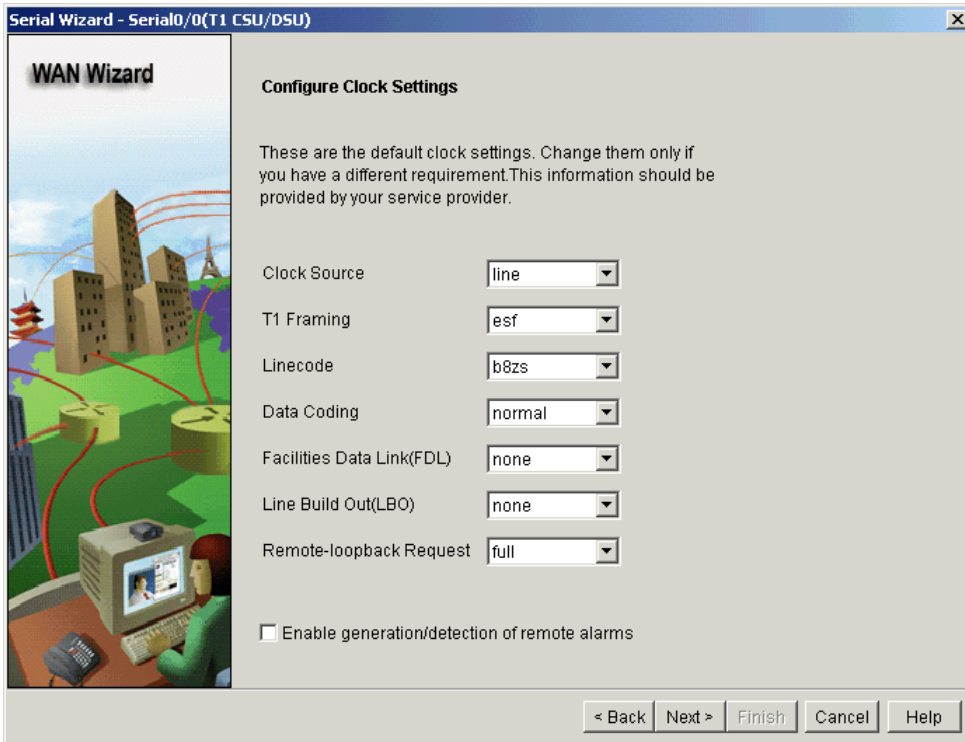 Serial Wizard - Serial0/0(T1 CSU/DSU)
WAN Wizard
Configure Clock Settings
These are the default clock settings. Change them only if
you have a different requirement.This information should be
provided by your service provider.
Clock Source line
T1 Framing esf
Linecode b8zs
Data Coding normal
Facilities Data Link(FDL) none
Line Build Out(LBO) none
Remote-loopback Request full
Enable generation/detection of remote alarms
< Back Next > Finish Cancel Help